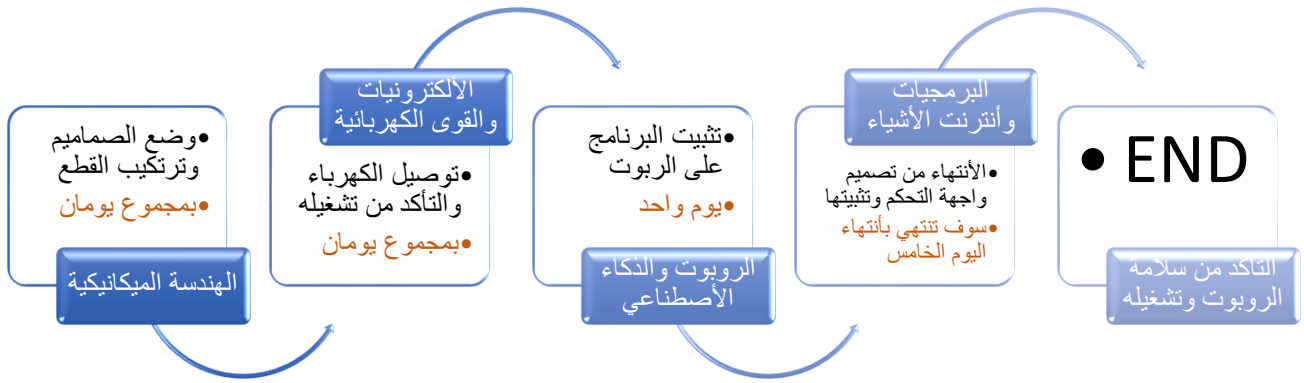 •وضع الصماميم
وترتكيب القطع
•بمجموع يومان
الهندسة الميكانيكية
الألكترونيات
والقوى الكهربائية
•توصيل الكهرباء
والتأكد من تشغيله
•بمجموع يومان
•تثبيت البرنامج
على الربوت
•يوم واحد
الروبوت والذكاء
الأصطناعي
البرمجيات
وأنترنت الأشياء
•الأنتهاء من تصميم
واجهة التحكم وتثبيتها
•سوف تنتهي بأنتهاء
اليوم الخامس
• END
التاكد من سلامة
الروبوت وتشغيله